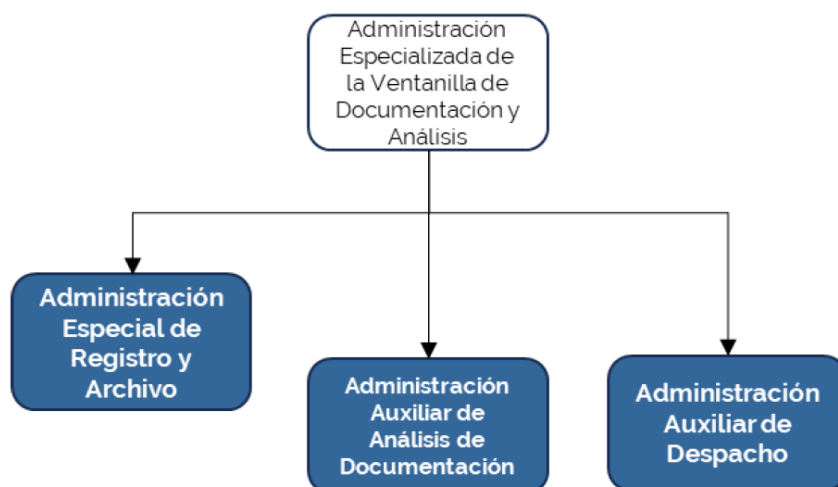 Administración
Especializada de
la Ventanilla de
Documentación y
Análisis
Administración
Especial de
Registro y
Archivo
Administración
Auxiliar de
Análisis de
Documentación
Administración
Auxiliar de
Despacho